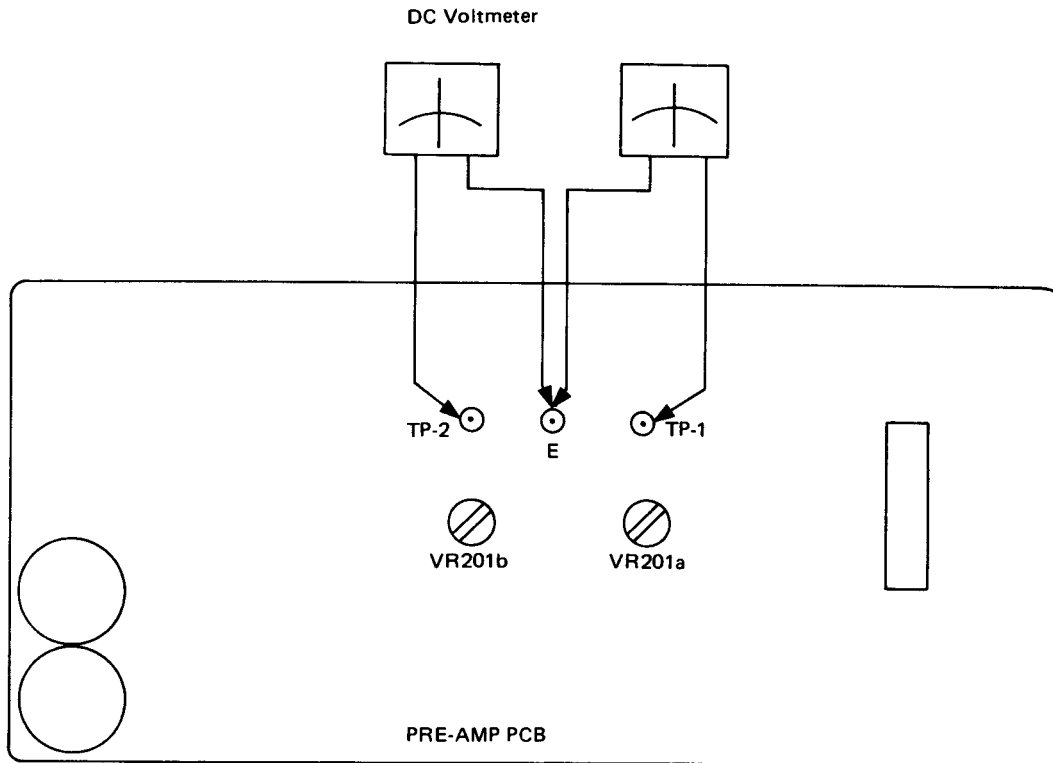 DC Voltmeter
TP-2
E
TP-1
VR201b
VR201a
PRE-AMP PCB